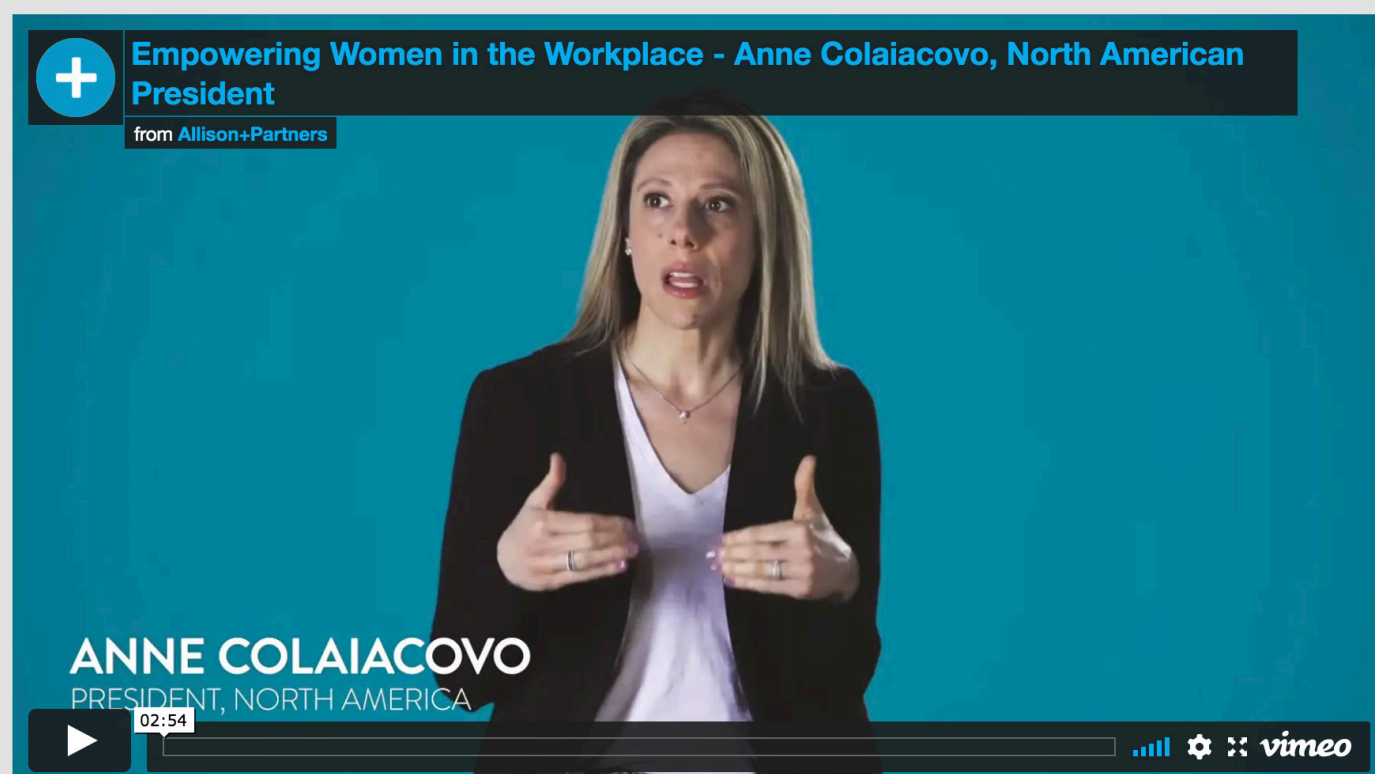 Empowering Women in the Workplace - Anne Colaiacovo, North American
President
from Allison+Partners
ANNE COLAIACOVO
PRESIDENT, NORTH AMERICA
02:54
vimeo